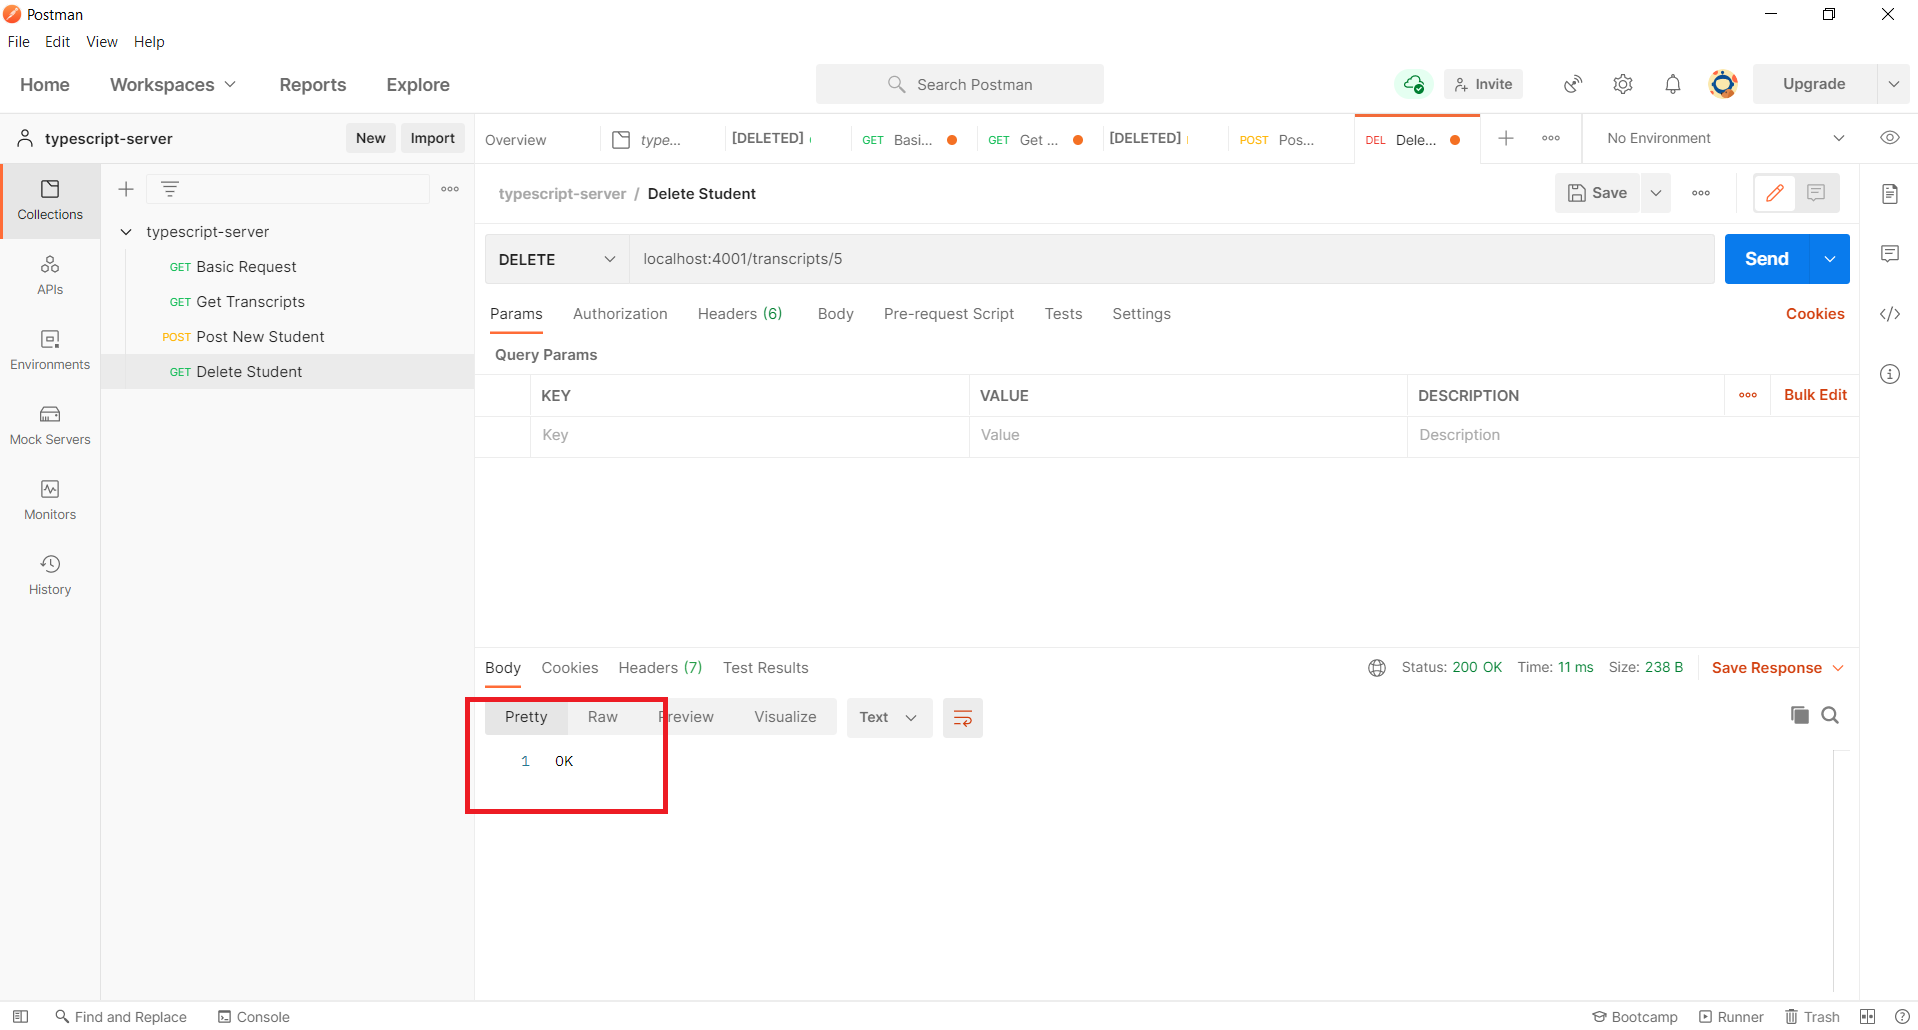 Postman
File Edit View Help
Home Workspaces Reports Explore Search Postman Invite Upgrade
typescript-server New Import
Overview type... [DELETED] GET Basi... GET Get ... [DELETED] POST Pos... DEL Dele... No Environment
Collections
APIs
Environments
Mock Servers
Monitors
History
typescript-server
GET Basic Request
GET Get Transcripts
POST Post New Student
GET Delete Student
typescript-server / Delete Student Save
DELETE localhost:4001/transcripts/5 Send
Params Authorization Headers (6) Body Pre-request Script Tests Settings Cookies
Query Params
KEY VALUE DESCRIPTION Bulk Edit
Key Value Description
Body Cookies Headers (7) Test Results Status: 200 OK Time: 11 ms Size: 238 B Save Response
Pretty Raw Preview Visualize Text
1 OK
Find and Replace Console Bootcamp Runner Trash